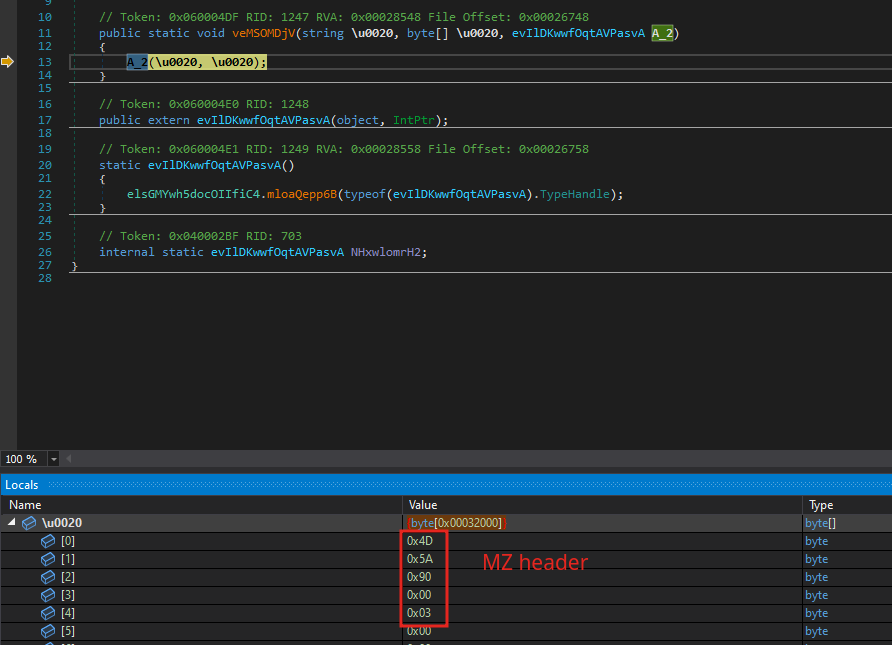 9
10 // Token: 0x060004DF RID: 1247 RVA: 0x00028548 File Offset: 0x00026748
11 public static void veMSOMDjV(string \u0020, byte[] \u0020, evIlDKwwfOqtAVPasvA A_2)
12 {
13 A_2(\u0020, \u0020);
14 }
15
16 // Token: 0x060004E0 RID: 1248
17 public extern evIlDKwwfOqtAVPasvA(object, IntPtr);
18
19 // Token: 0x060004E1 RID: 1249 RVA: 0x00028558 File Offset: 0x00026758
20 static evIlDKwwfOqtAVPasvA()
21 {
22 elsGMYwh5docOIIfiC4.mloaQepp6B(typeof(evIlDKwwfOqtAVPasvA).TypeHandle);
23 }
24
25 // Token: 0x040002BF RID: 703
26 internal static evIlDKwwfOqtAVPasvA NHxwlomrH2;
27 }
28
100 %
Locals
Name Value Type
\u0020 byte[0x00032000] byte[]
[0] 0x4D byte
[1] 0x5A byte
MZ header
[2] 0x90 byte
[3] 0x00 byte
[4] 0x03 byte
[5] 0x00 byte